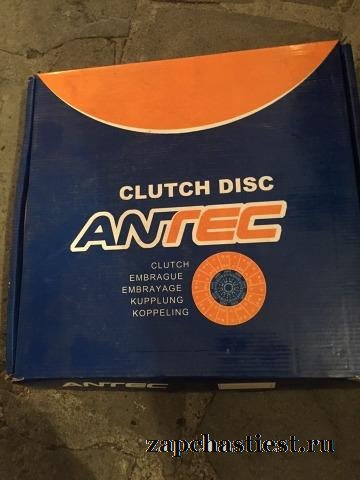 CLUTCH DISC
ANTEC
CLUTCH
EMBRAGUE
EMBRAYAGE
KUPPLUNG
KOPPELING
ANTEC
zapchastiest.ru